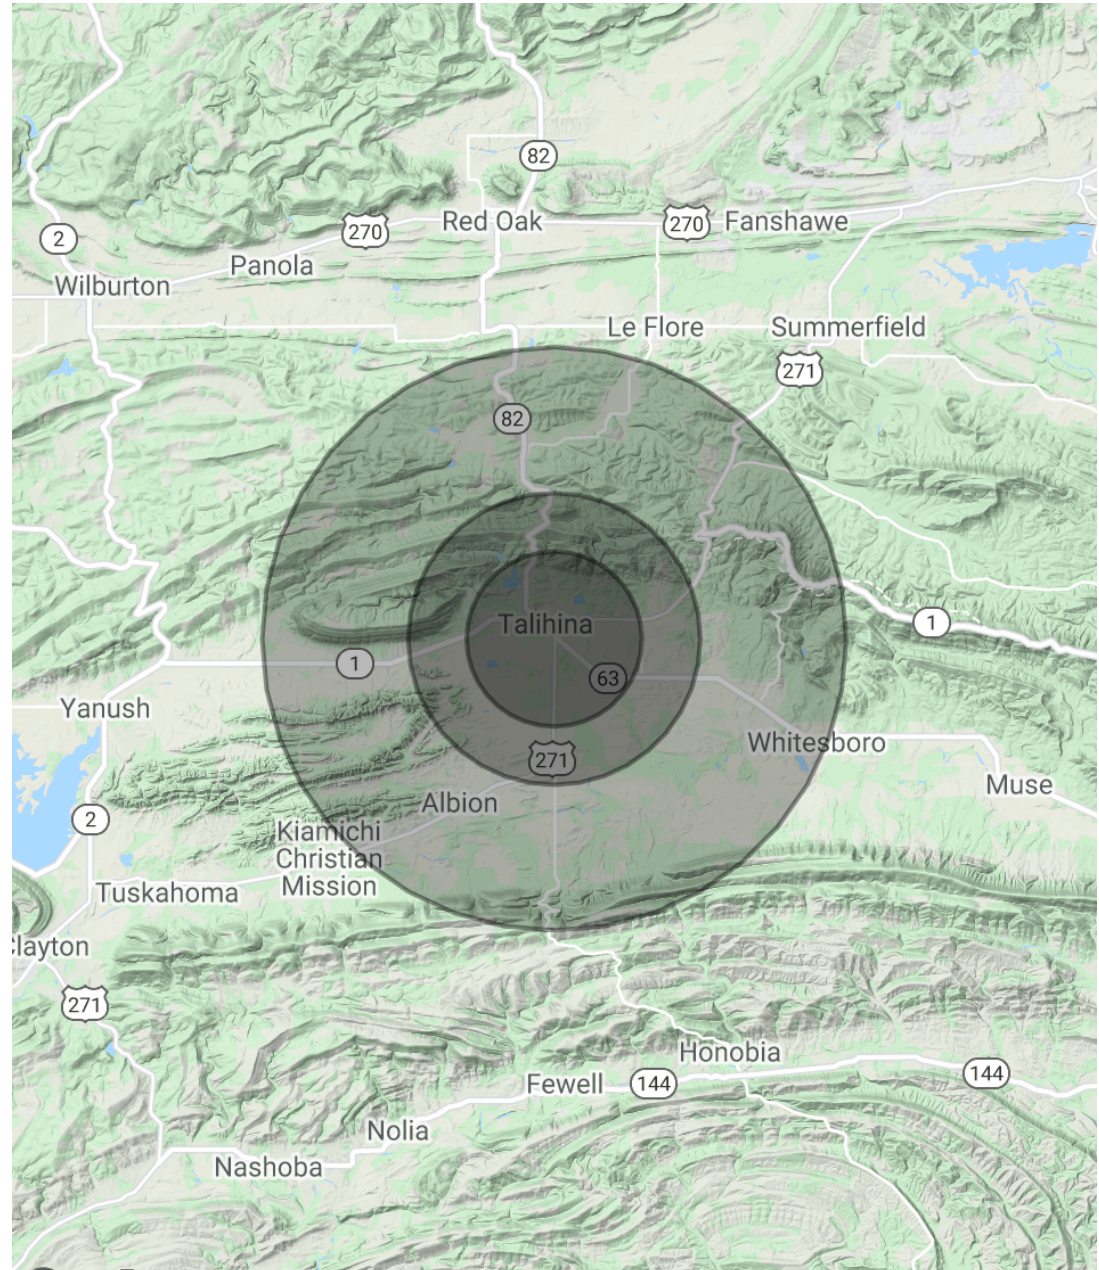 82
2
270
Red Oak
270
Fanshawe
Panola
Wilburton
Le Flore
Summerfield
271
82
Talihina
1
1
63
Yanush
Whitesboro
271
Muse
Albion
2
Kiamichi
Christian
Mission
Tuskahoma
Clayton
271
Honobia
Fewell
144
144
Nolia
Nashoba